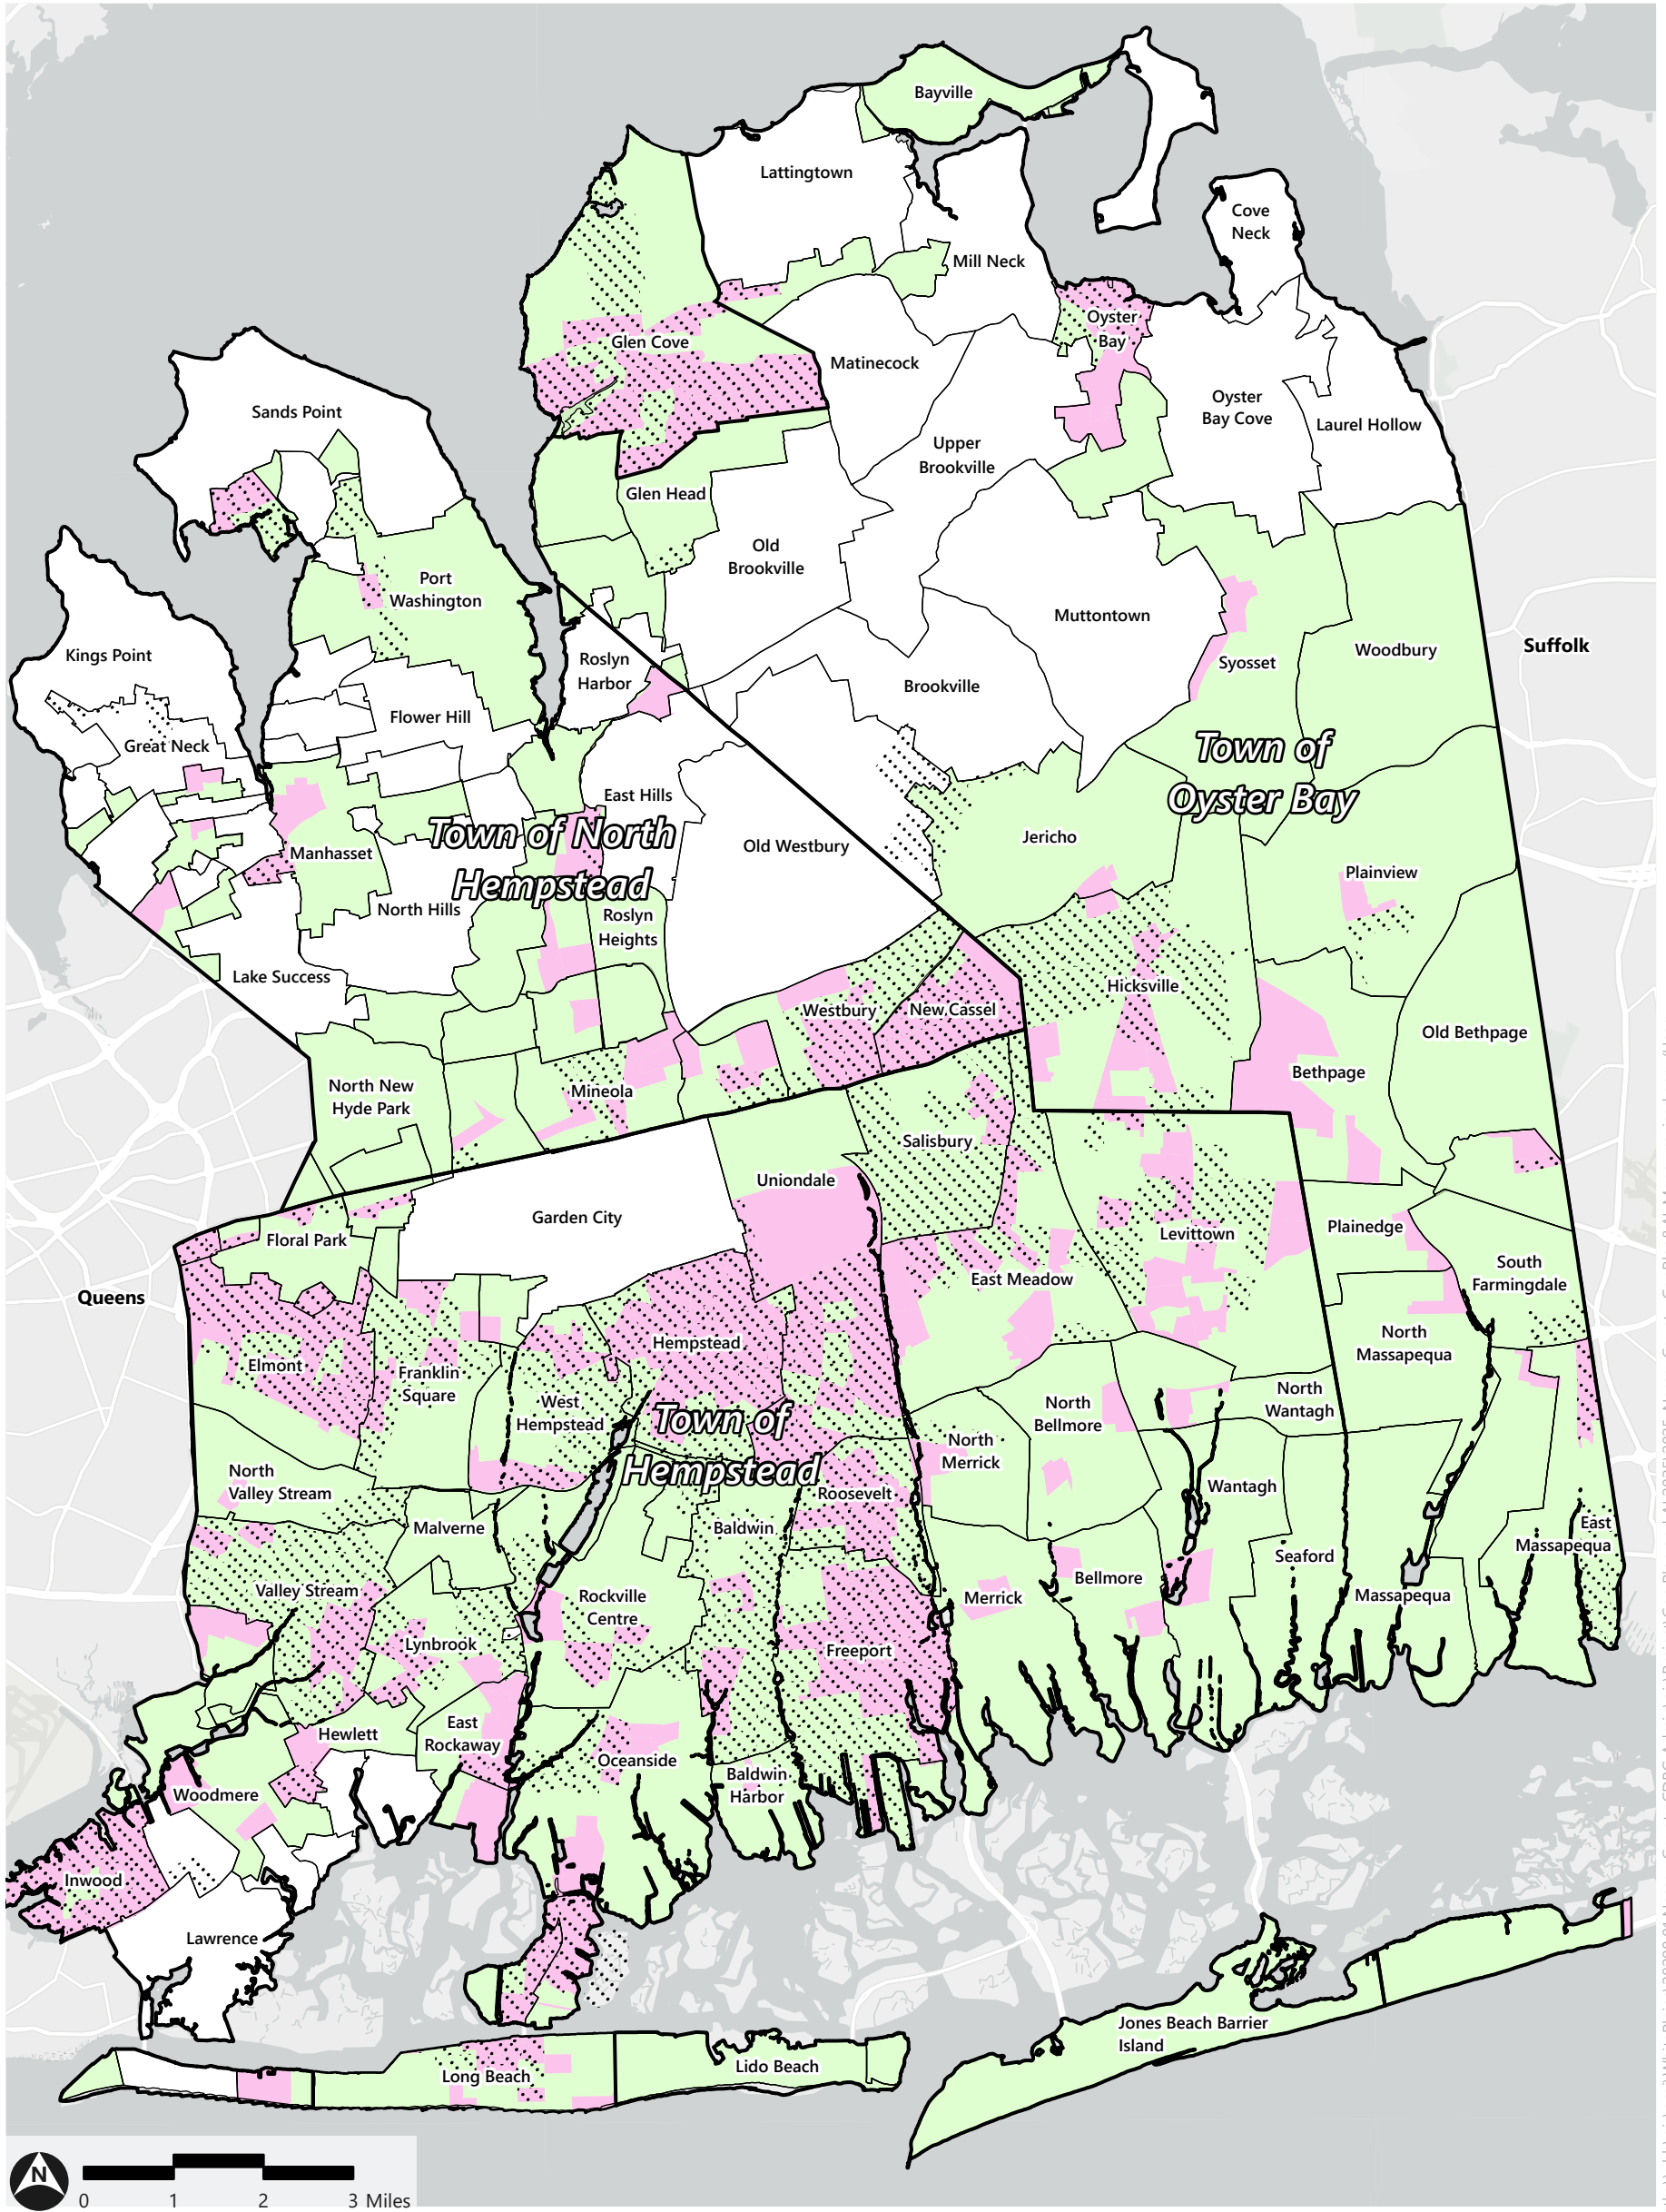 Bayville
Lattingtown
Cove
Neck
Mill Neck
Oyster
Bay
Glen Cove
Matinecock
Sands Point
Oyster
Bay Cove
Laurel Hollow
Upper
Brookville
Glen Head
Old
Brookville
Port
Washington
Muttontown
Kings Point
Suffolk
Woodbury
Roslyn
Harbor
Syosset
Brookville
Flower Hill
Great Neck
Town of
Oyster Bay
East Hills
Town of North
Hempstead
Jericho
Old Westbury
Manhasset
Plainview
North Hills
Roslyn
Heights
Lake Success
Hicksville
Westbury
New Cassel
Old Bethpage
Bethpage
North New
Hyde Park
Mineola
Salisbury
Uniondale
Garden City
Plainedge
Levittown
Floral Park
South
Farmingdale
East Meadow
Queens
Hempstead
North
Massapequa
Elmont
Franklin
Square
North
Wantagh
West
Hempstead
North
Bellmore
Town of
Hempstead
North
Merrick
North
Valley Stream
Wantagh
Roosevelt
Malverne
Baldwin
East
Massapequa
Seaford
Bellmore
Valley Stream
Rockville
Centre
Merrick
Massapequa
Lynbrook
Freeport
East
Rockaway
Hewlett
Oceanside
Baldwin
Harbor
Woodmere
Inwood
Lawrence
Jones Beach Barrier
Island
Lido Beach
Long Beach
N
0 1 2 3 Miles